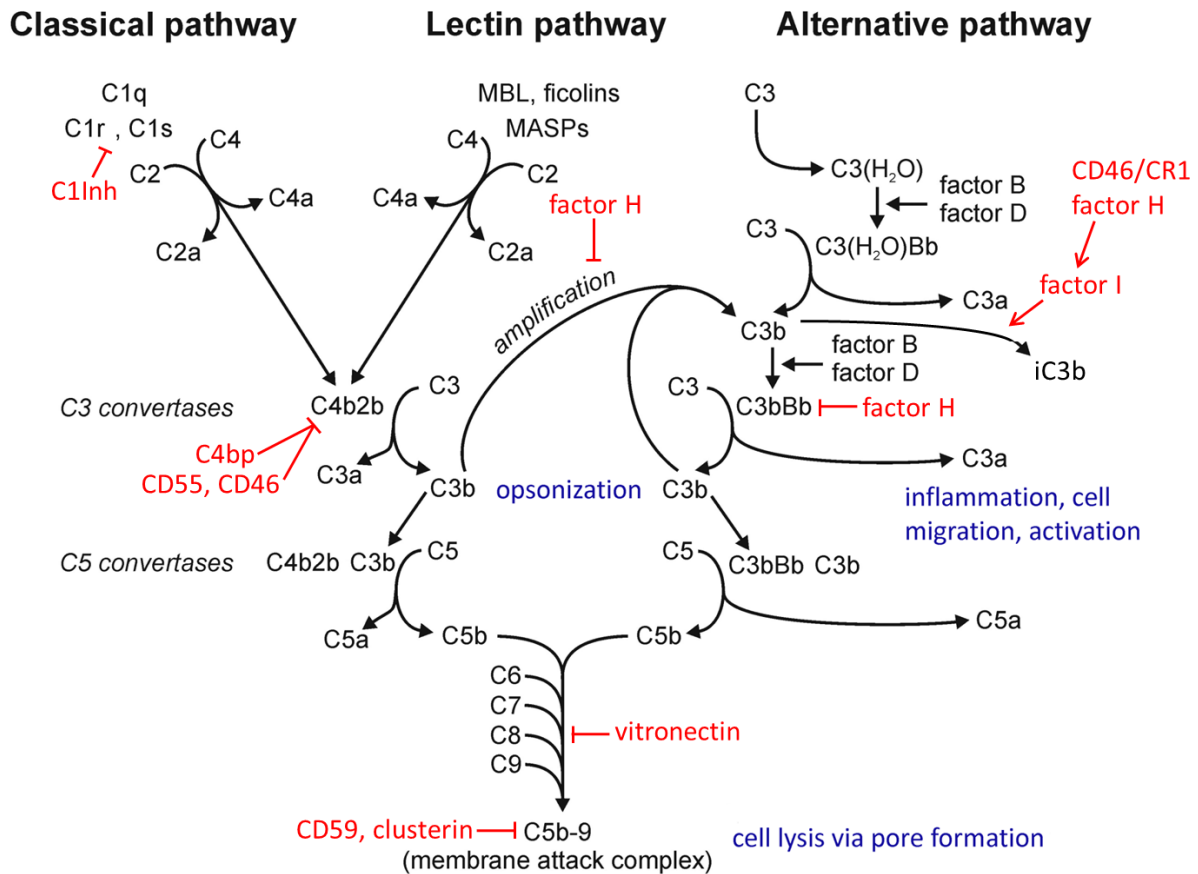 Classical pathway
Lectin pathway
Alternative pathway
C1q
C1r , C1s
C4
C2
C1Inh
C4a
C2a
MBL, ficolins
MASPs
C4
C2
C4a
C2a
factor H
amplification
C3
C3(H₂O)
factor B
factor D
C3(H₂O)Bb
CD46/CR1
factor H
factor I
C3
C3a
C3b
iC3b
factor B
factor D
C3 convertases
C4b2b
C3
C3
C3bBb
factor H
C4bp
CD55, CD46
C3a
C3b
opsonization
C3b
C3a
inflammation, cell
migration, activation
C5 convertases
C4b2b C3b
C5
C5
C3bBb C3b
C5a
C5b
C5b
C5a
C6
C7
C8
C9
vitronectin
CD59, clusterin
C5b-9
(membrane attack complex)
cell lysis via pore formation